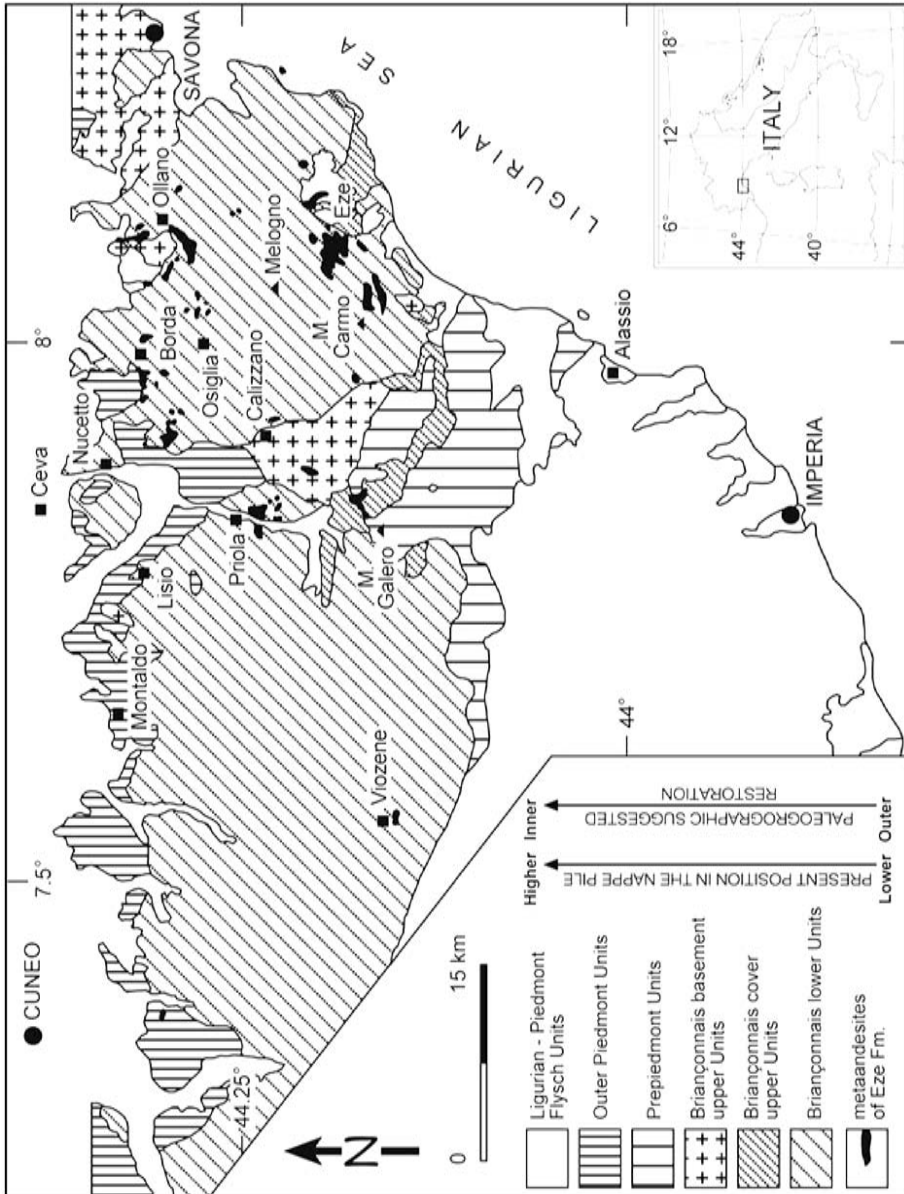 CUNEO
7.5°
Ceva
8°
Nucetto
Borda
Ollano
SAVONA
Montaldo
Lisio
Osiglia
Priola
Calizzano
Melogno
44.25°
Eze
M.
Carmo
M.
Galero
Viozene
LIGURIAN SEA
Alassio
44°
IMPERIA
N
0
15 km
Ligurian - Piedmont
Flysch Units
Outer Piedmont Units
Prepiedmont Units
Briançonnais basement
upper Units
Briançonnais cover
upper Units
Briançonnais lower Units
metaandesites
of Eze Fm.
Higher
Inner
PRESENT POSITION IN THE NAPPE PILE
PALEOGROGRAPHIC SUGGESTED
RESTORATION
Lower
Outer
6°
12°
18°
44°
40°
ITALY